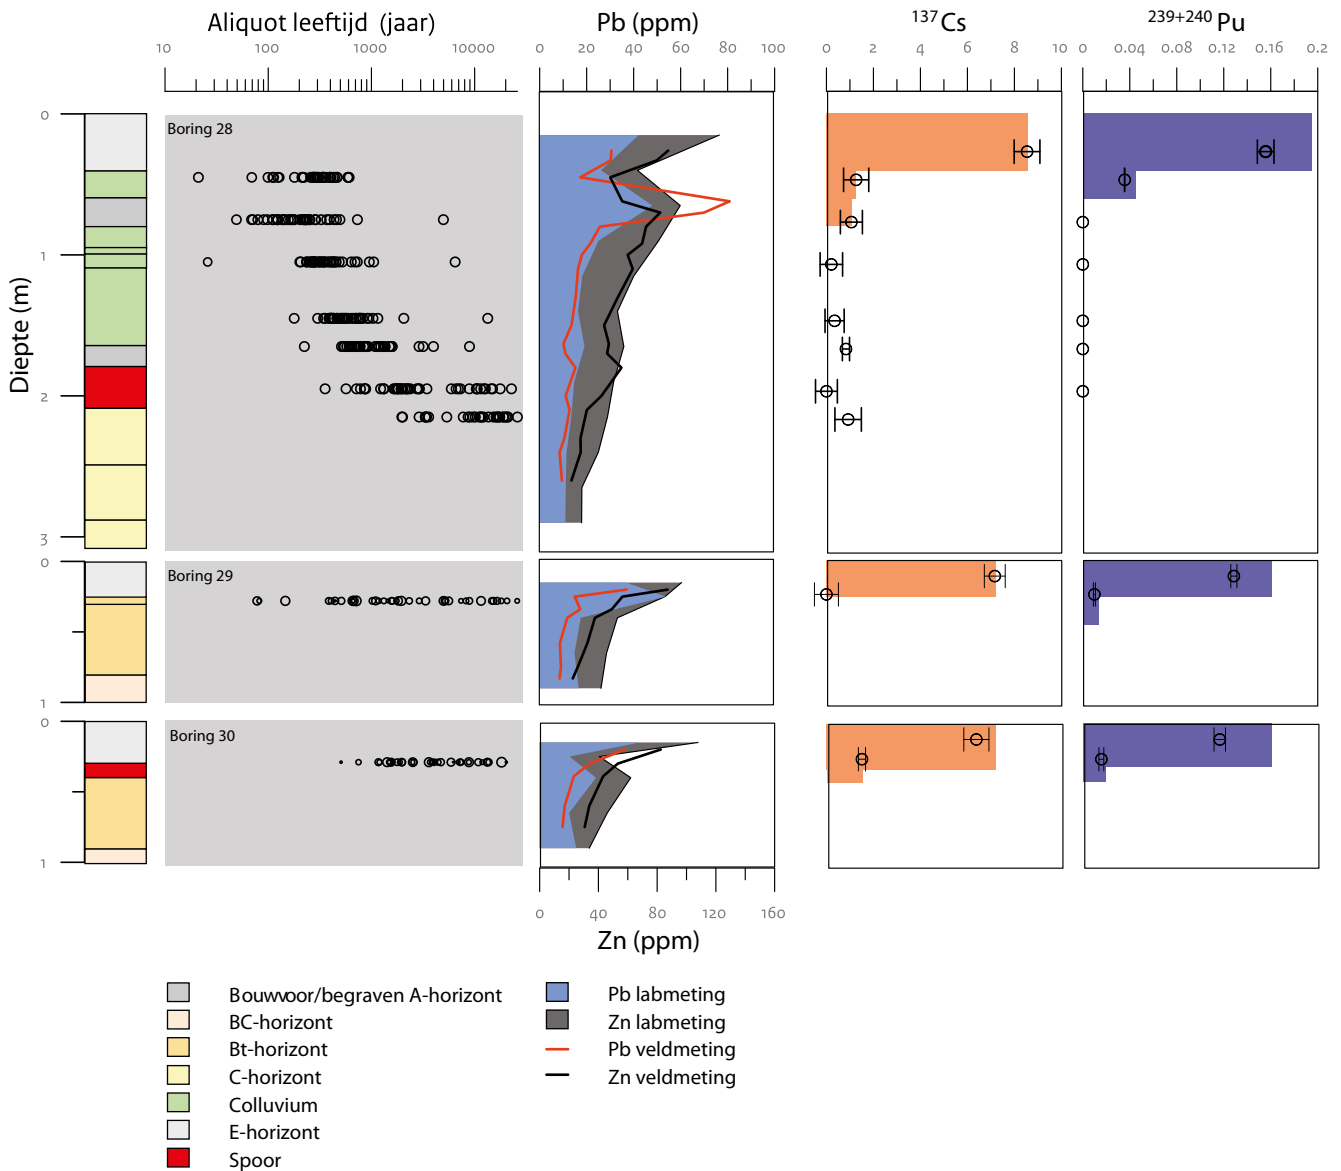 Aliquot leeftijd (jaar)
Pb (ppm)
137Cs
239+240Pu
10 100 1000 10000
0 20 40 60 80 100
0 2 4 6 8 10
0 0.04 0.08 0.12 0.16 0.2
Diepte (m)
0
1
2
3
Boring 28
0
1
Boring 29
0
1
Boring 30
0 40 80 120 160
Zn (ppm)
Bouwvoor/begraven A-horizont
BC-horizont
Bt-horizont
C-horizont
Colluvium
E-horizont
Spoor
Pb labmeting
Zn labmeting
Pb veldmeting
Zn veldmeting